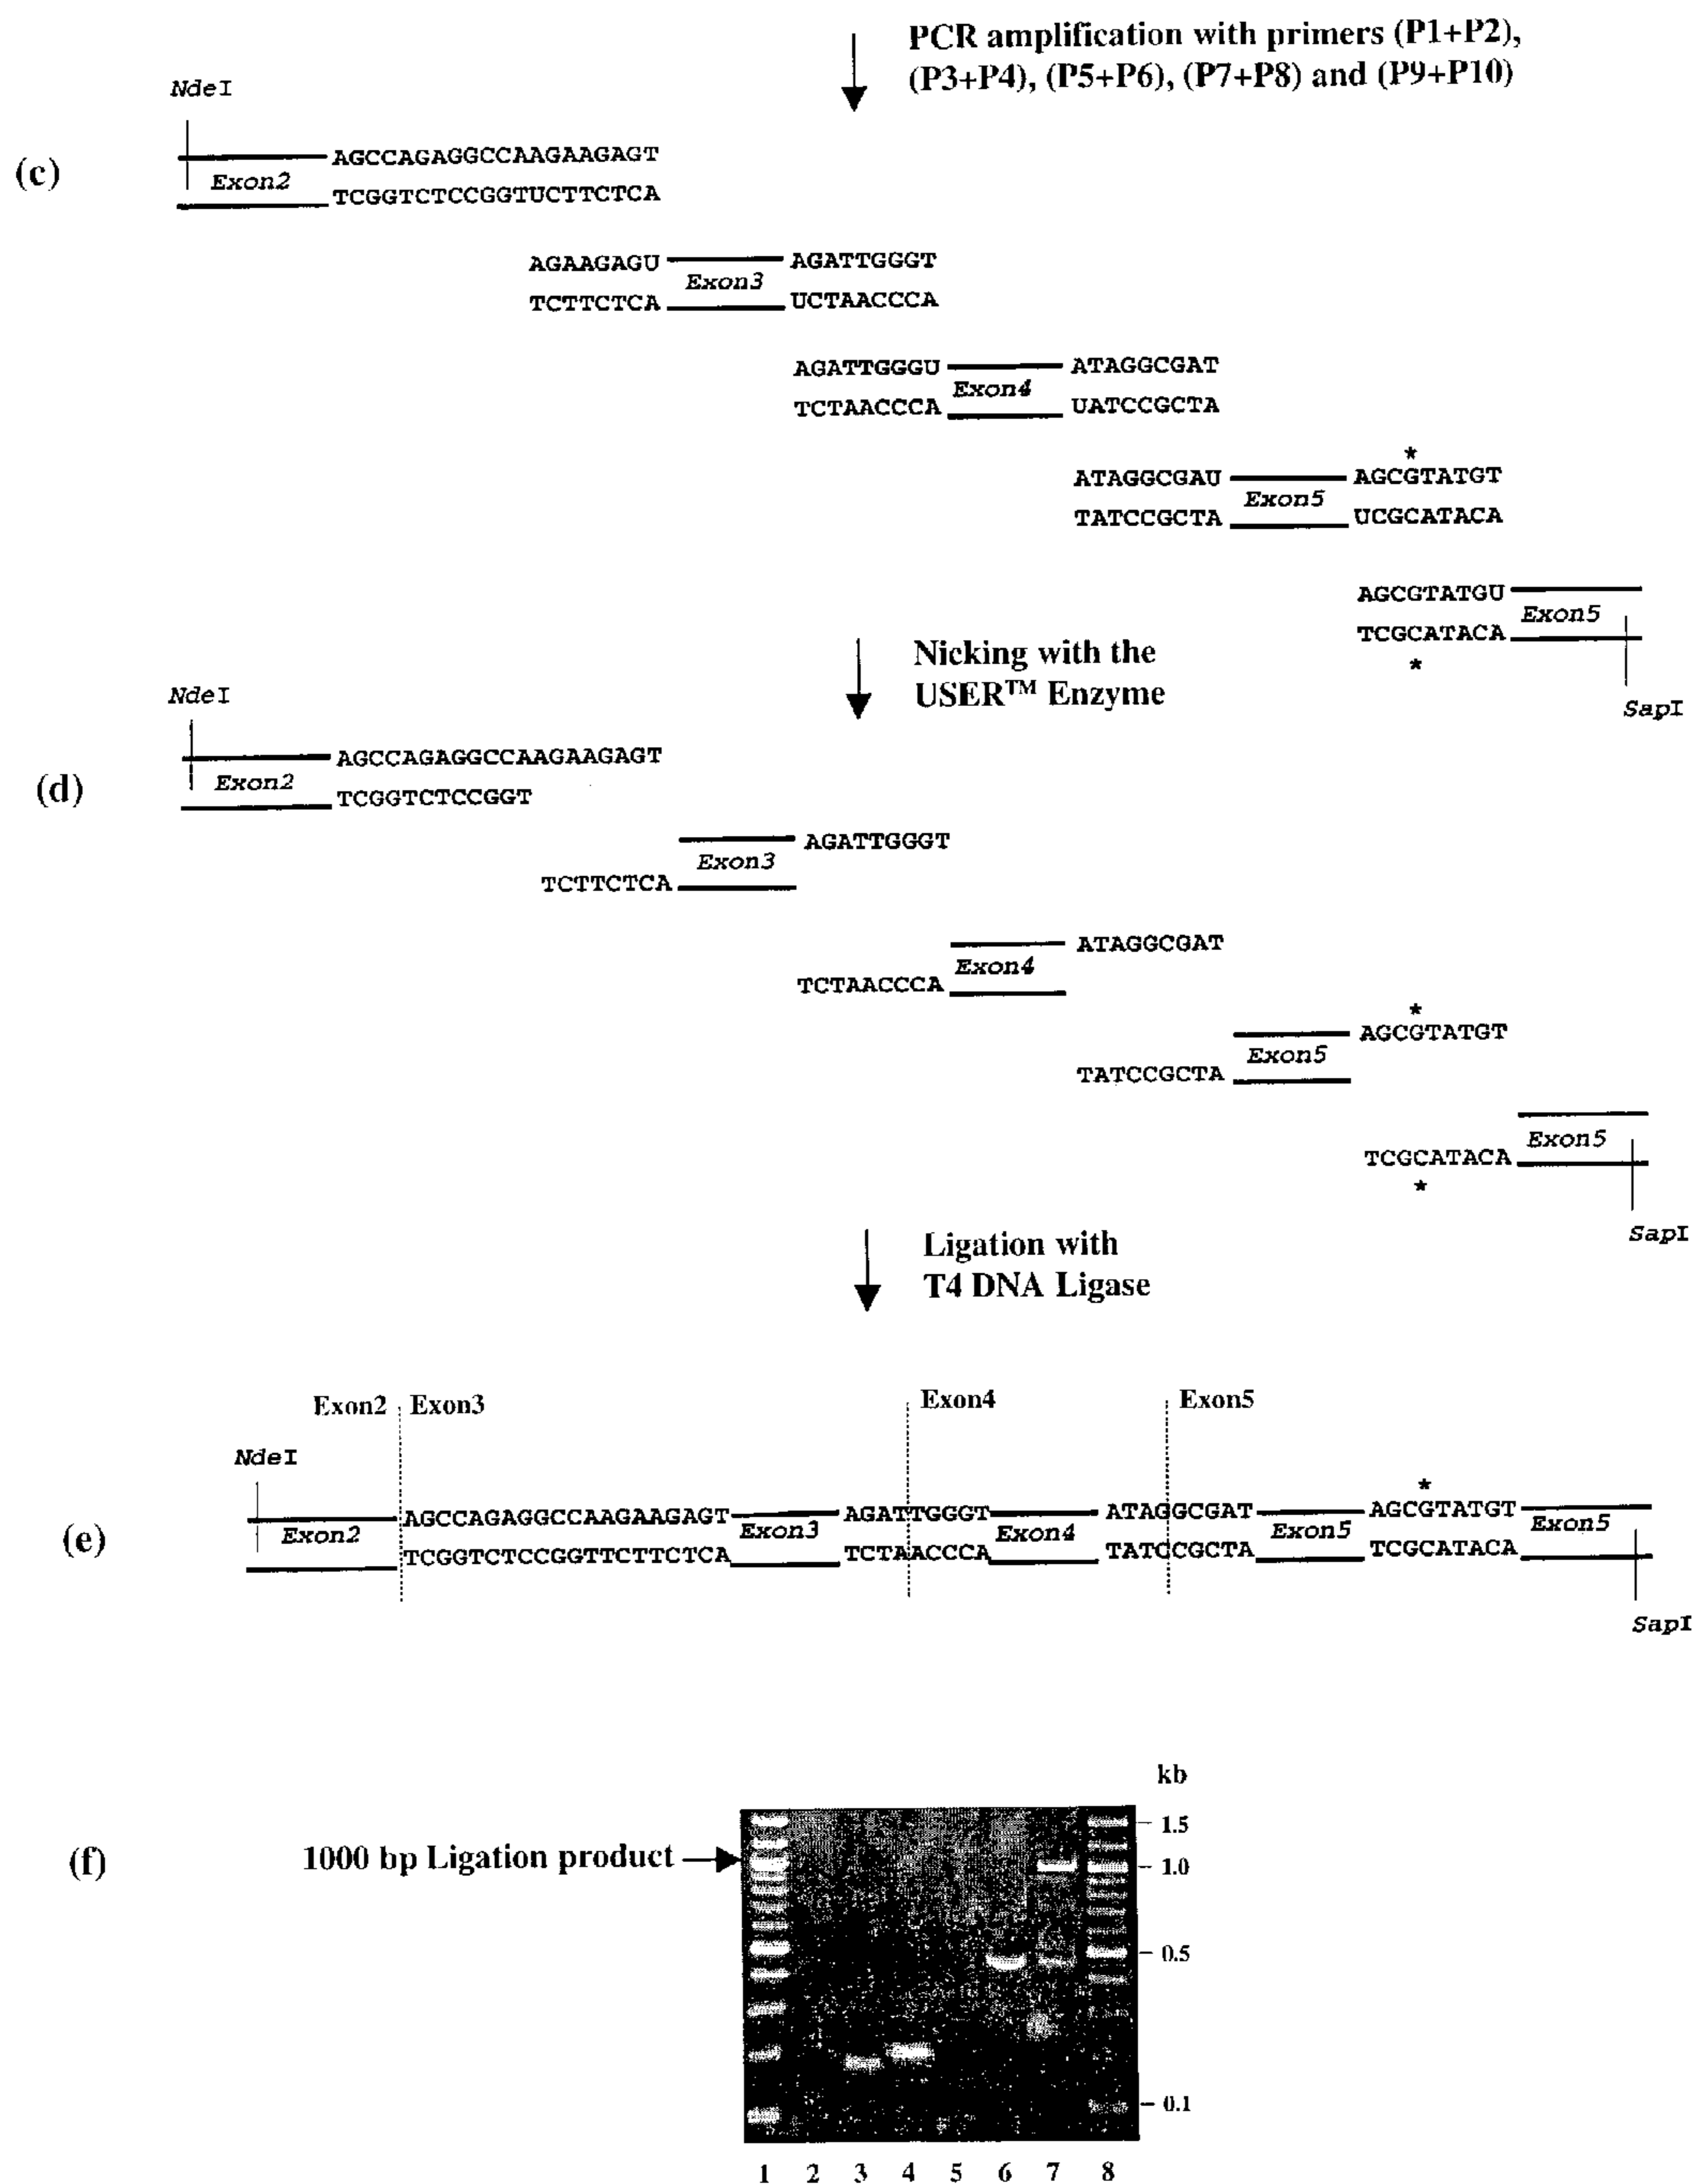 PCR amplification with primers (P1+P2),
(P3+P4), (P5+P6), (P7+P8) and (P9+P10)
NdeI
(c)
AGCCAGAGGCCAAGAAGAGT
Exon2
TCGGTCTCCGGTUCTTCTCA
AGAAGAGU AGATTGGGT
Exon3
TCTTCTCA UCTAACCCA
AGATTGGGU ATAGGCGAT
Exon4
TCTAACCCA UATCCGCTA
*
ATAGGCGAU AGCGTATGT
Exon5
TATCCGCTA UCGCATACA
AGCGTATGU
Exon5
TCGCATACA
*
SapI
Nicking with the
USER™ Enzyme
NdeI
(d)
AGCCAGAGGCCAAGAAGAGT
Exon2
TCGGTCTCCGGT
AGATTGGGT
Exon3
TCTTCTCA
ATAGGCGAT
Exon4
TCTAACCCA
*
AGCGTATGT
Exon5
TATCCGCTA
Exon5
TCGCATACA
*
SapI
Ligation with
T4 DNA Ligase
Exon2 Exon3 Exon4 Exon5
NdeI
*
(e)
AGCCAGAGGCCAAGAAGAGT AGATTGGGT ATAGGCGAT AGCGTATGT
Exon2 Exon3 Exon4 Exon5 Exon5
TCGGTCTCCGGTTCTTCTCA TCTAACCCA TATCCGCTA TCGCATACA
SapI
kb
(f)
1000 bp Ligation product
1.5
1.0
0.5
0.1
1 2 3 4 5 6 7 8